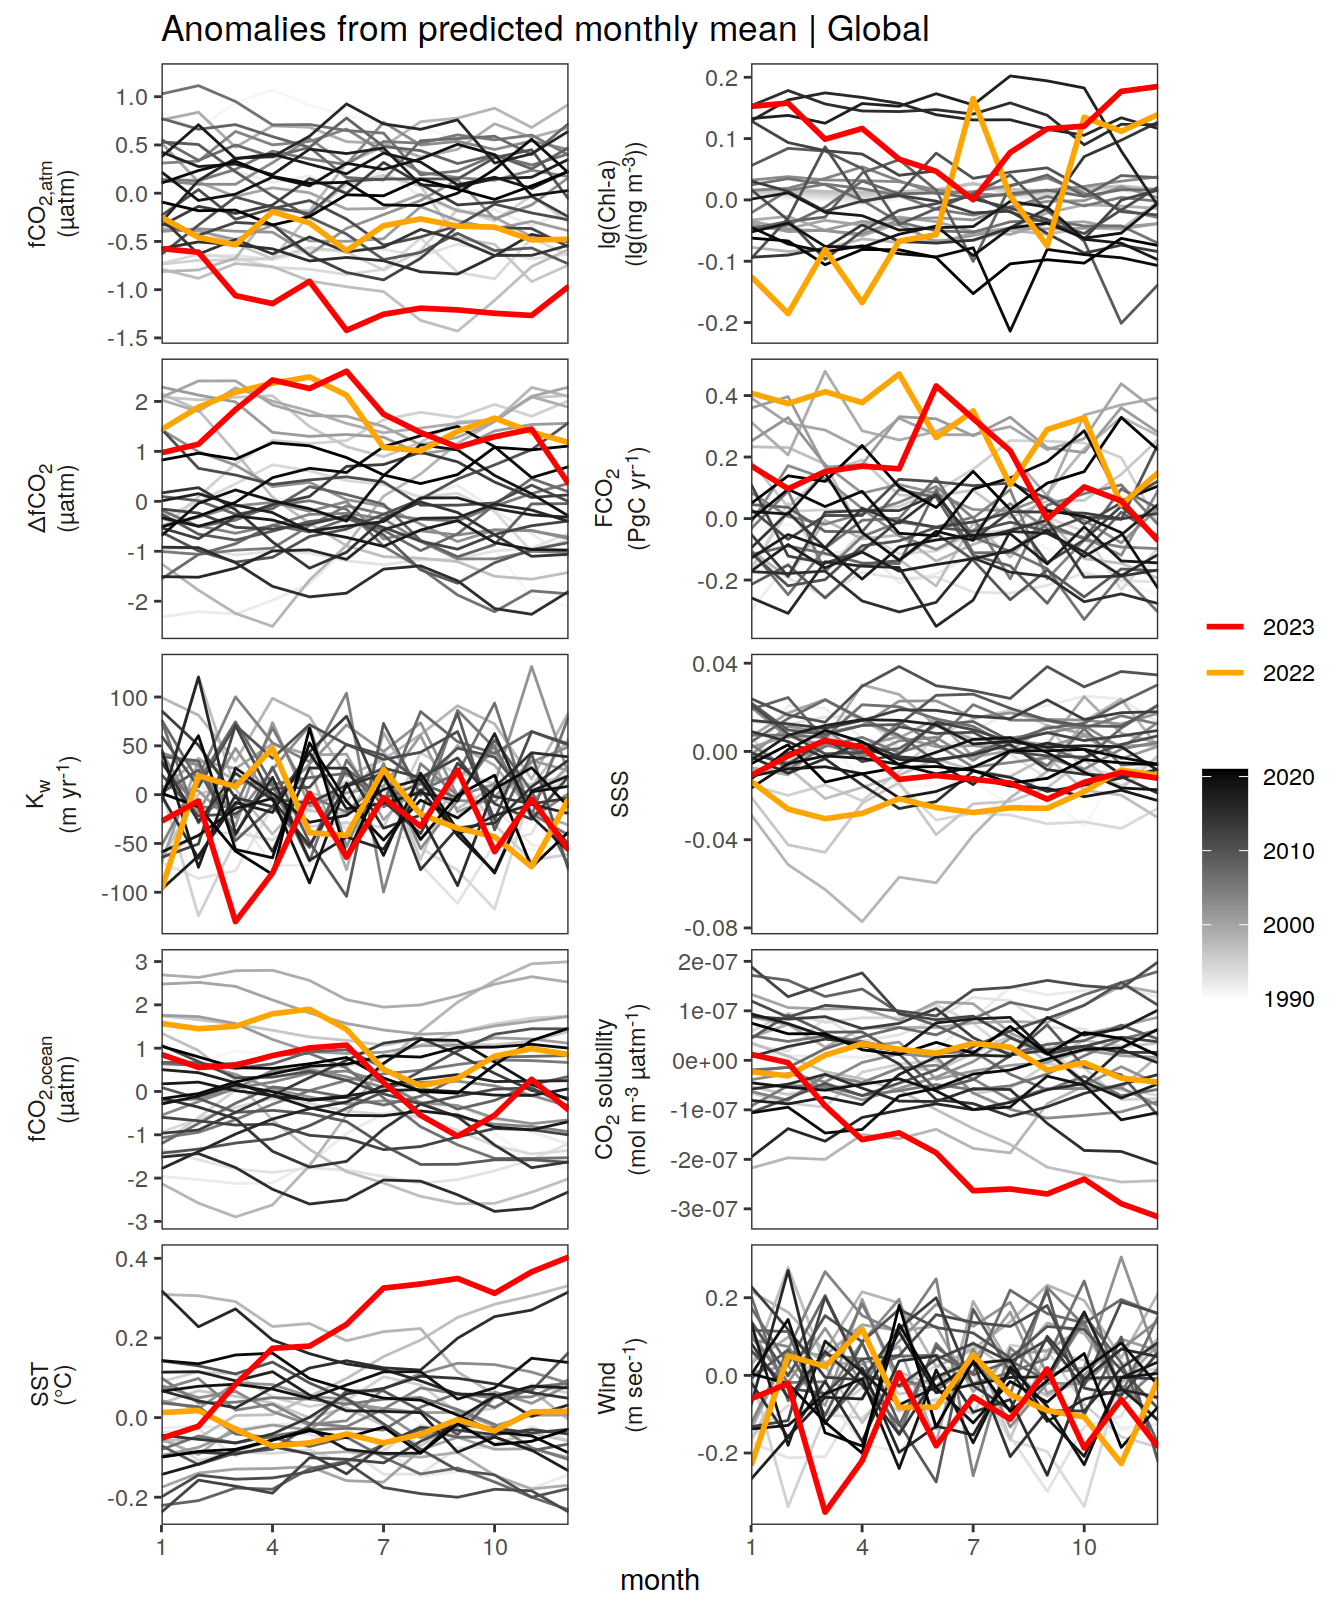 Anomalies from predicted monthly mean | Global
fCO2,atm
(µatm)
1.0
0.5
0.0
-0.5
-1.0
-1.5
lg(Chl-a)
(lg(mg m-3))
0.2
0.1
0.0
-0.1
-0.2
ΔfCO2
(µatm)
2
1
0
-1
-2
FCO2
(PgC yr-1)
0.4
0.2
0.0
-0.2
Kw
(m yr-1)
100
50
0
-50
-100
SSS
0.04
0.00
-0.04
-0.08
fCO2,ocean
(µatm)
3
2
1
0
-1
-2
-3
CO2 solubility
(mol m-3 µatm-1)
2e-07
1e-07
0e+00
-1e-07
-2e-07
-3e-07
SST
(°C)
0.4
0.2
0.0
-0.2
1 4 7 10
Wind
(m sec-1)
0.2
0.0
-0.2
1 4 7 10
month
2023
2022
2020
2010
2000
1990